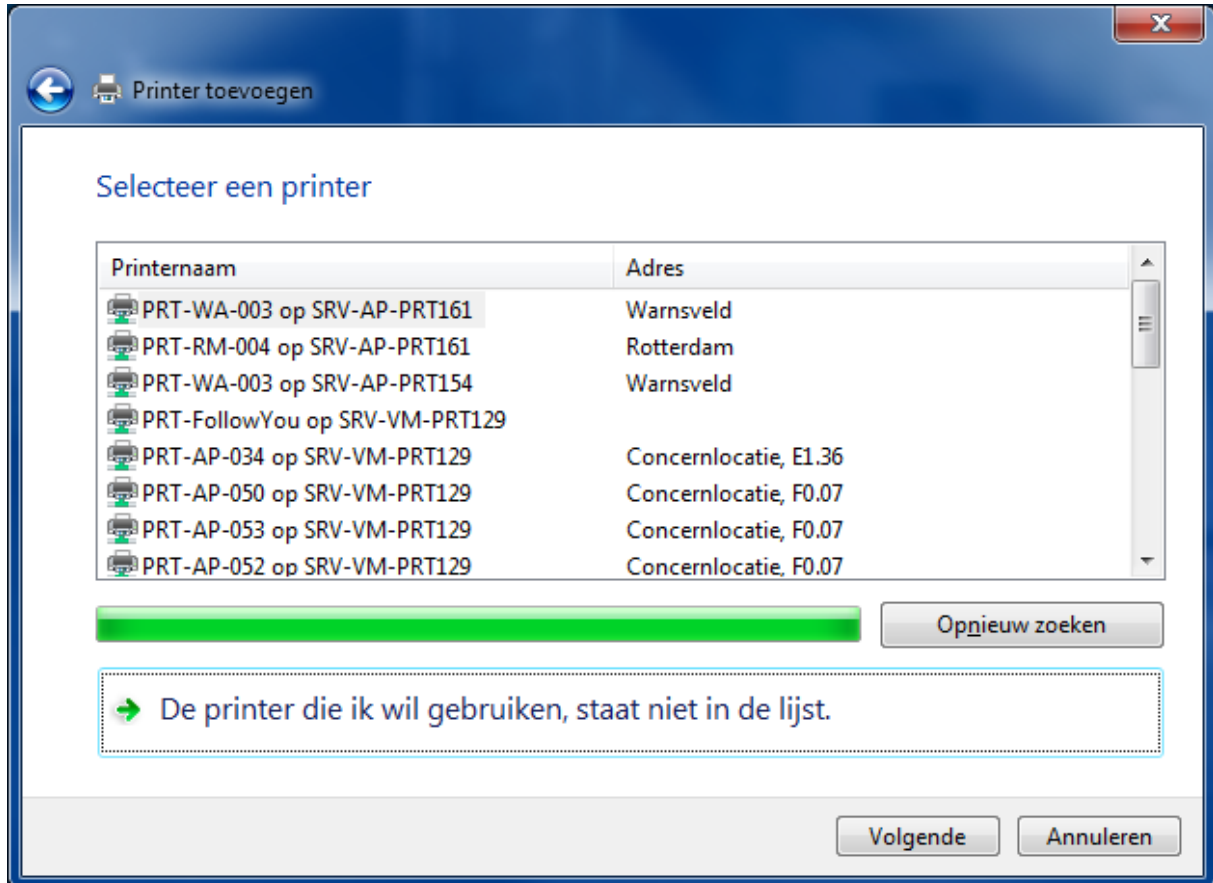 Printer toevoegen
Selecteer een printer
Printernaam Adres
PRT-WA-003 op SRV-AP-PRT161 Warnsveld
PRT-RM-004 op SRV-AP-PRT161 Rotterdam
PRT-WA-003 op SRV-AP-PRT154 Warnsveld
PRT-FollowYou op SRV-VM-PRT129
PRT-AP-034 op SRV-VM-PRT129 Concernlocatie, E1.36
PRT-AP-050 op SRV-VM-PRT129 Concernlocatie, F0.07
PRT-AP-053 op SRV-VM-PRT129 Concernlocatie, F0.07
PRT-AP-052 op SRV-VM-PRT129 Concernlocatie, F0.07
Opnieuw zoeken
De printer die ik wil gebruiken, staat niet in de lijst.
Volgende Annuleren